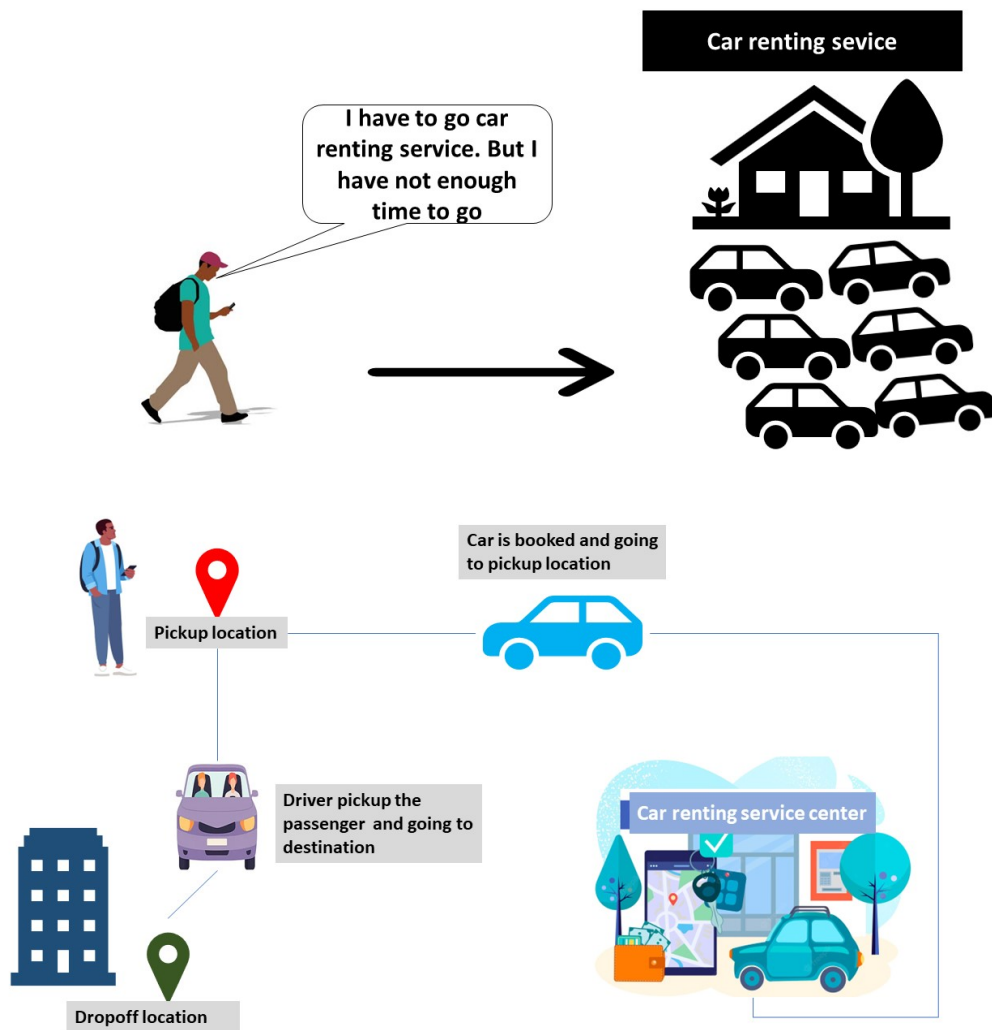 Car renting sevice
I have to go car
renting service. But I
have not enough
time to go
Car is booked and going
to pickup location
Pickup location
Driver pickup the
passenger and going to
destination
Car renting service center
Dropoff location